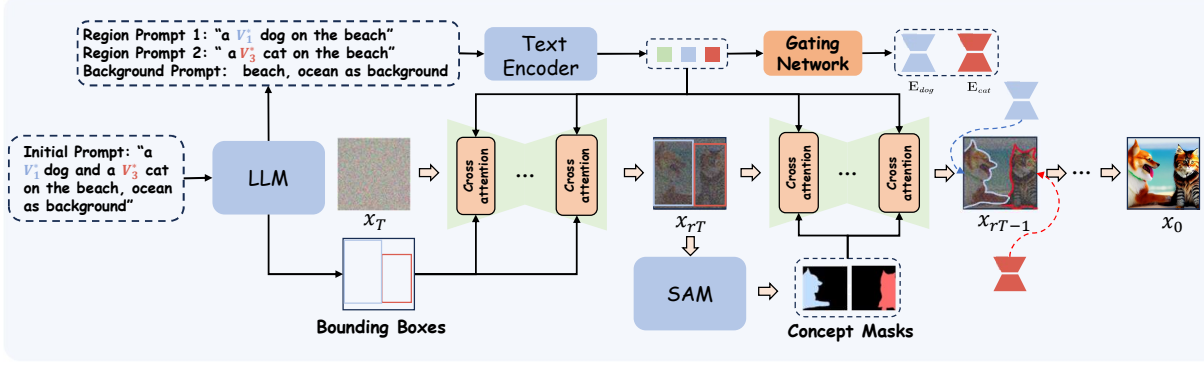 Region Prompt 1: “a V₁* dog on the beach”
Region Prompt 2: “ a V₃* cat on the beach”
Background Prompt: beach, ocean as background
Text
Encoder
Gating
Network
E_dog
E_cat
Initial Prompt: “a
V₁* dog and a V₃* cat
on the beach, ocean
as background”
LLM
x_T
Cross
attention
...
Cross
attention
x_rT
Cross
attention
...
Cross
attention
x_rT−1
...
x_0
Bounding Boxes
SAM
Concept Masks